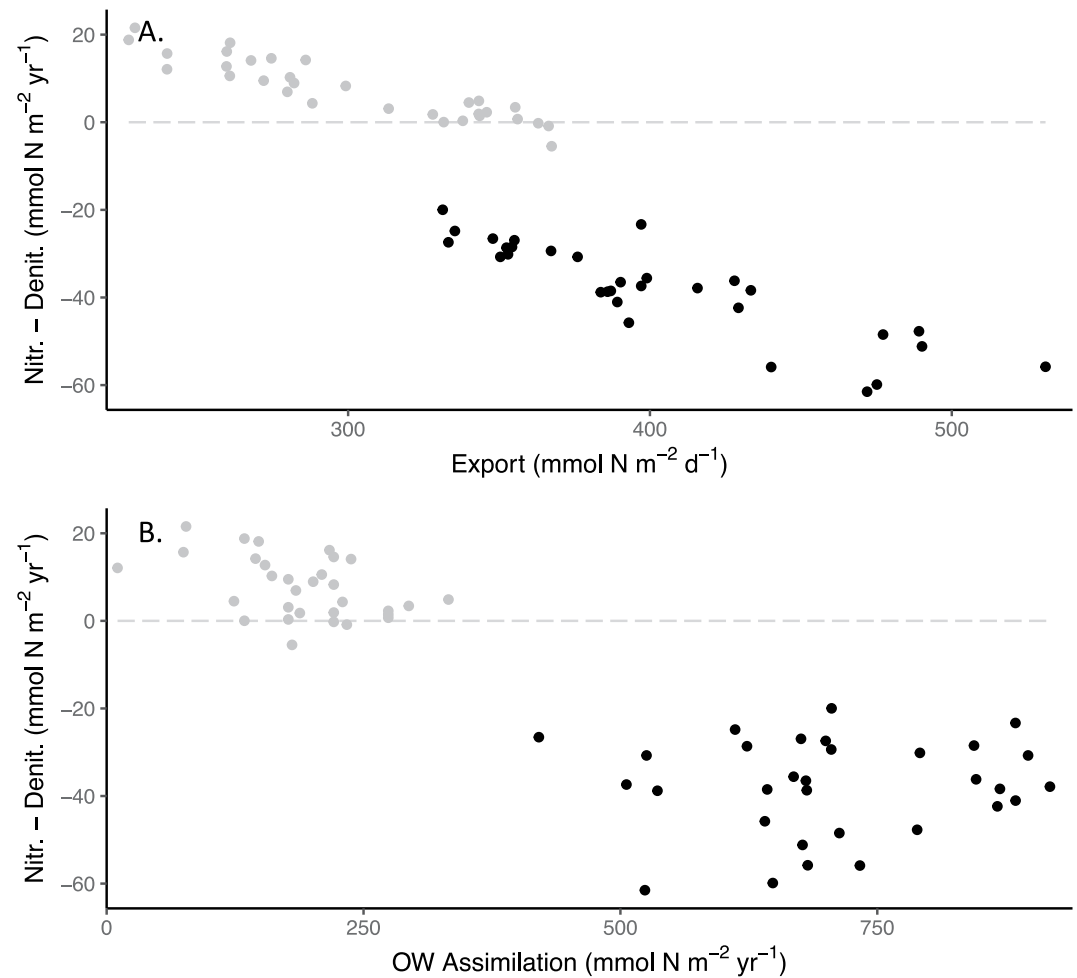 A.
Nitr. – Denit. (mmol N m⁻² yr⁻¹)
20
0
−20
−40
−60
300 400 500
Export (mmol N m⁻² d⁻¹)
B.
Nitr. – Denit. (mmol N m⁻² yr⁻¹)
20
0
−20
−40
−60
0 250 500 750
OW Assimilation (mmol N m⁻² yr⁻¹)